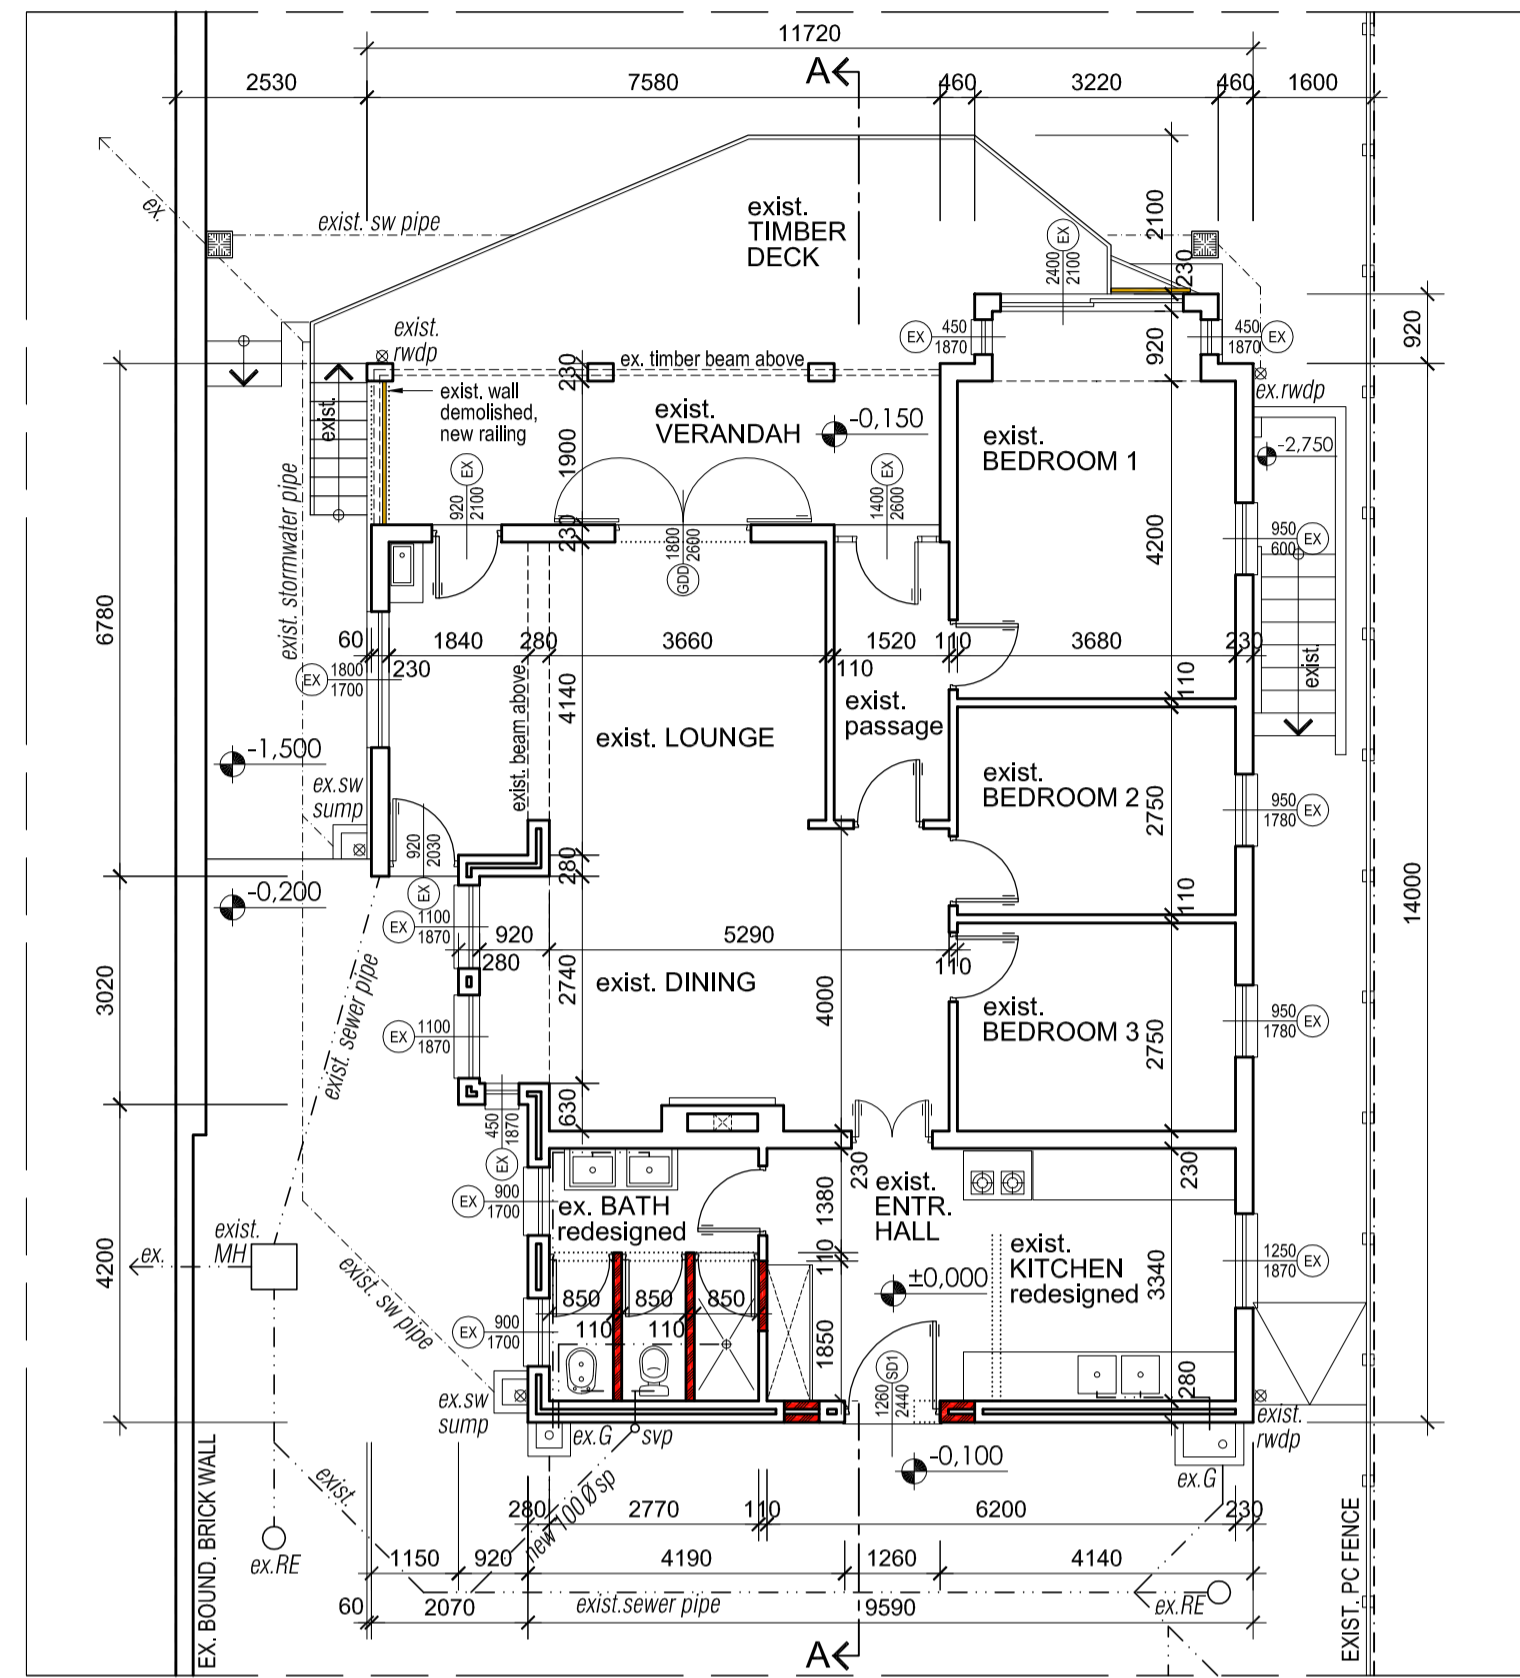 11720
A
2530
7580
460
3220
460
1600
ex.
exist. sw pipe
exist.
TIMBER
DECK
EX
2400
2100
2100
230
exist.
rwdp
ex. timber beam above
EX
450
1870
450
1870
EX
920
920
230
exist.
exist. wall
demolished,
new railing
exist.
VERANDAH
-0,150
ex.rwdp
exist.
BEDROOM 1
-2,750
1900
EX
920
2100
EX
1400
2600
exist. stormwater pipe
230
1800
2600
GDD
4200
950
600
EX
6780
60
1840
280
3660
1520
110
3680
230
230
110
EX
1800
1700
exist. beam above
4140
exist.
passage
110
exist.
exist. LOUNGE
-1,500
ex.sw
sump
exist.
BEDROOM 2
2750
950
1780
EX
920
2030
EX
280
-0,200
110
14000
EX
1100
1870
920
5290
280
110
exist. sewer pipe
3020
2740
exist. DINING
4000
exist.
BEDROOM 3
2750
950
1780
EX
EX
1100
1870
630
450
1870
EX
230
230
EX
900
1700
ex. BATH
redesigned
1380
exist.
ENTR.
HALL
exist.
KITCHEN
redesigned
3340
1250
1870
EX
4200
exist.
MH
ex.
110
±0,000
exist. sw pipe
850
850
850
110
110
EX
900
1700
1850
1260
2440
SD1
280
ex.sw
sump
ex.G
svp
exist.
rwdp
-0,100
ex.G
EX. BOUND. BRICK WALL
exist.
new 100 Ø sp
280
2770
110
6200
230
EXIST. PC FENCE
ex.RE
1150
920
4190
1260
4140
60
2070
exist.sewer pipe
9590
ex.RE
A